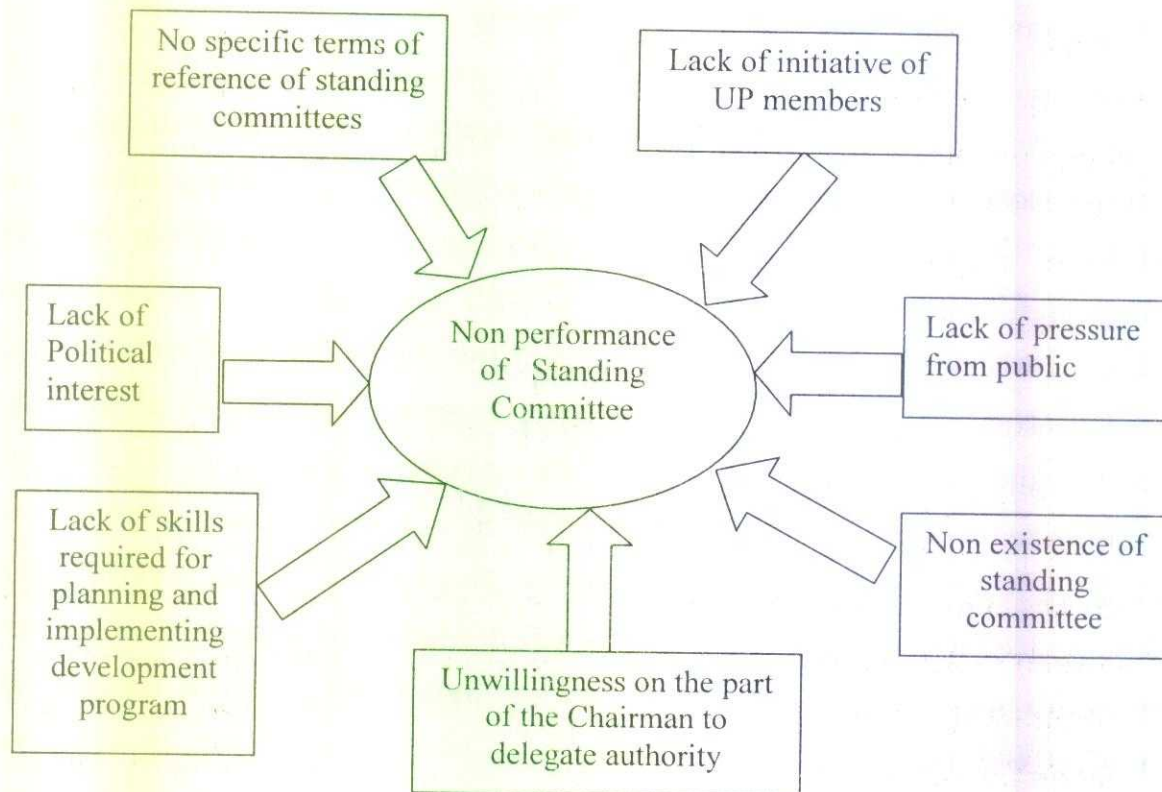 No specific terms of
reference of standing
committees
Lack of initiative of
UP members
Lack of
Political
interest
Non performance
of Standing
Committee
Lack of pressure
from public
Lack of skills
required for
planning and
implementing
development
program
Unwillingness on the part
of the Chairman to
delegate authority
Non existence of
standing
committee